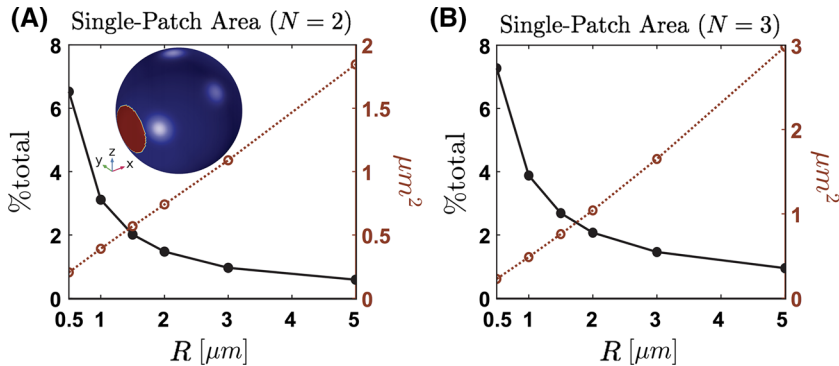 (A) Single-Patch Area (N = 2)
8
6
4
2
0
%total
2
1.5
1
0.5
0
μm²
y z x
0.5 1 2 3 4 5
R [μm]
(B) Single-Patch Area (N = 3)
8
6
4
2
0
%total
3
2
1
0
μm²
0.5 1 2 3 4 5
R [μm]